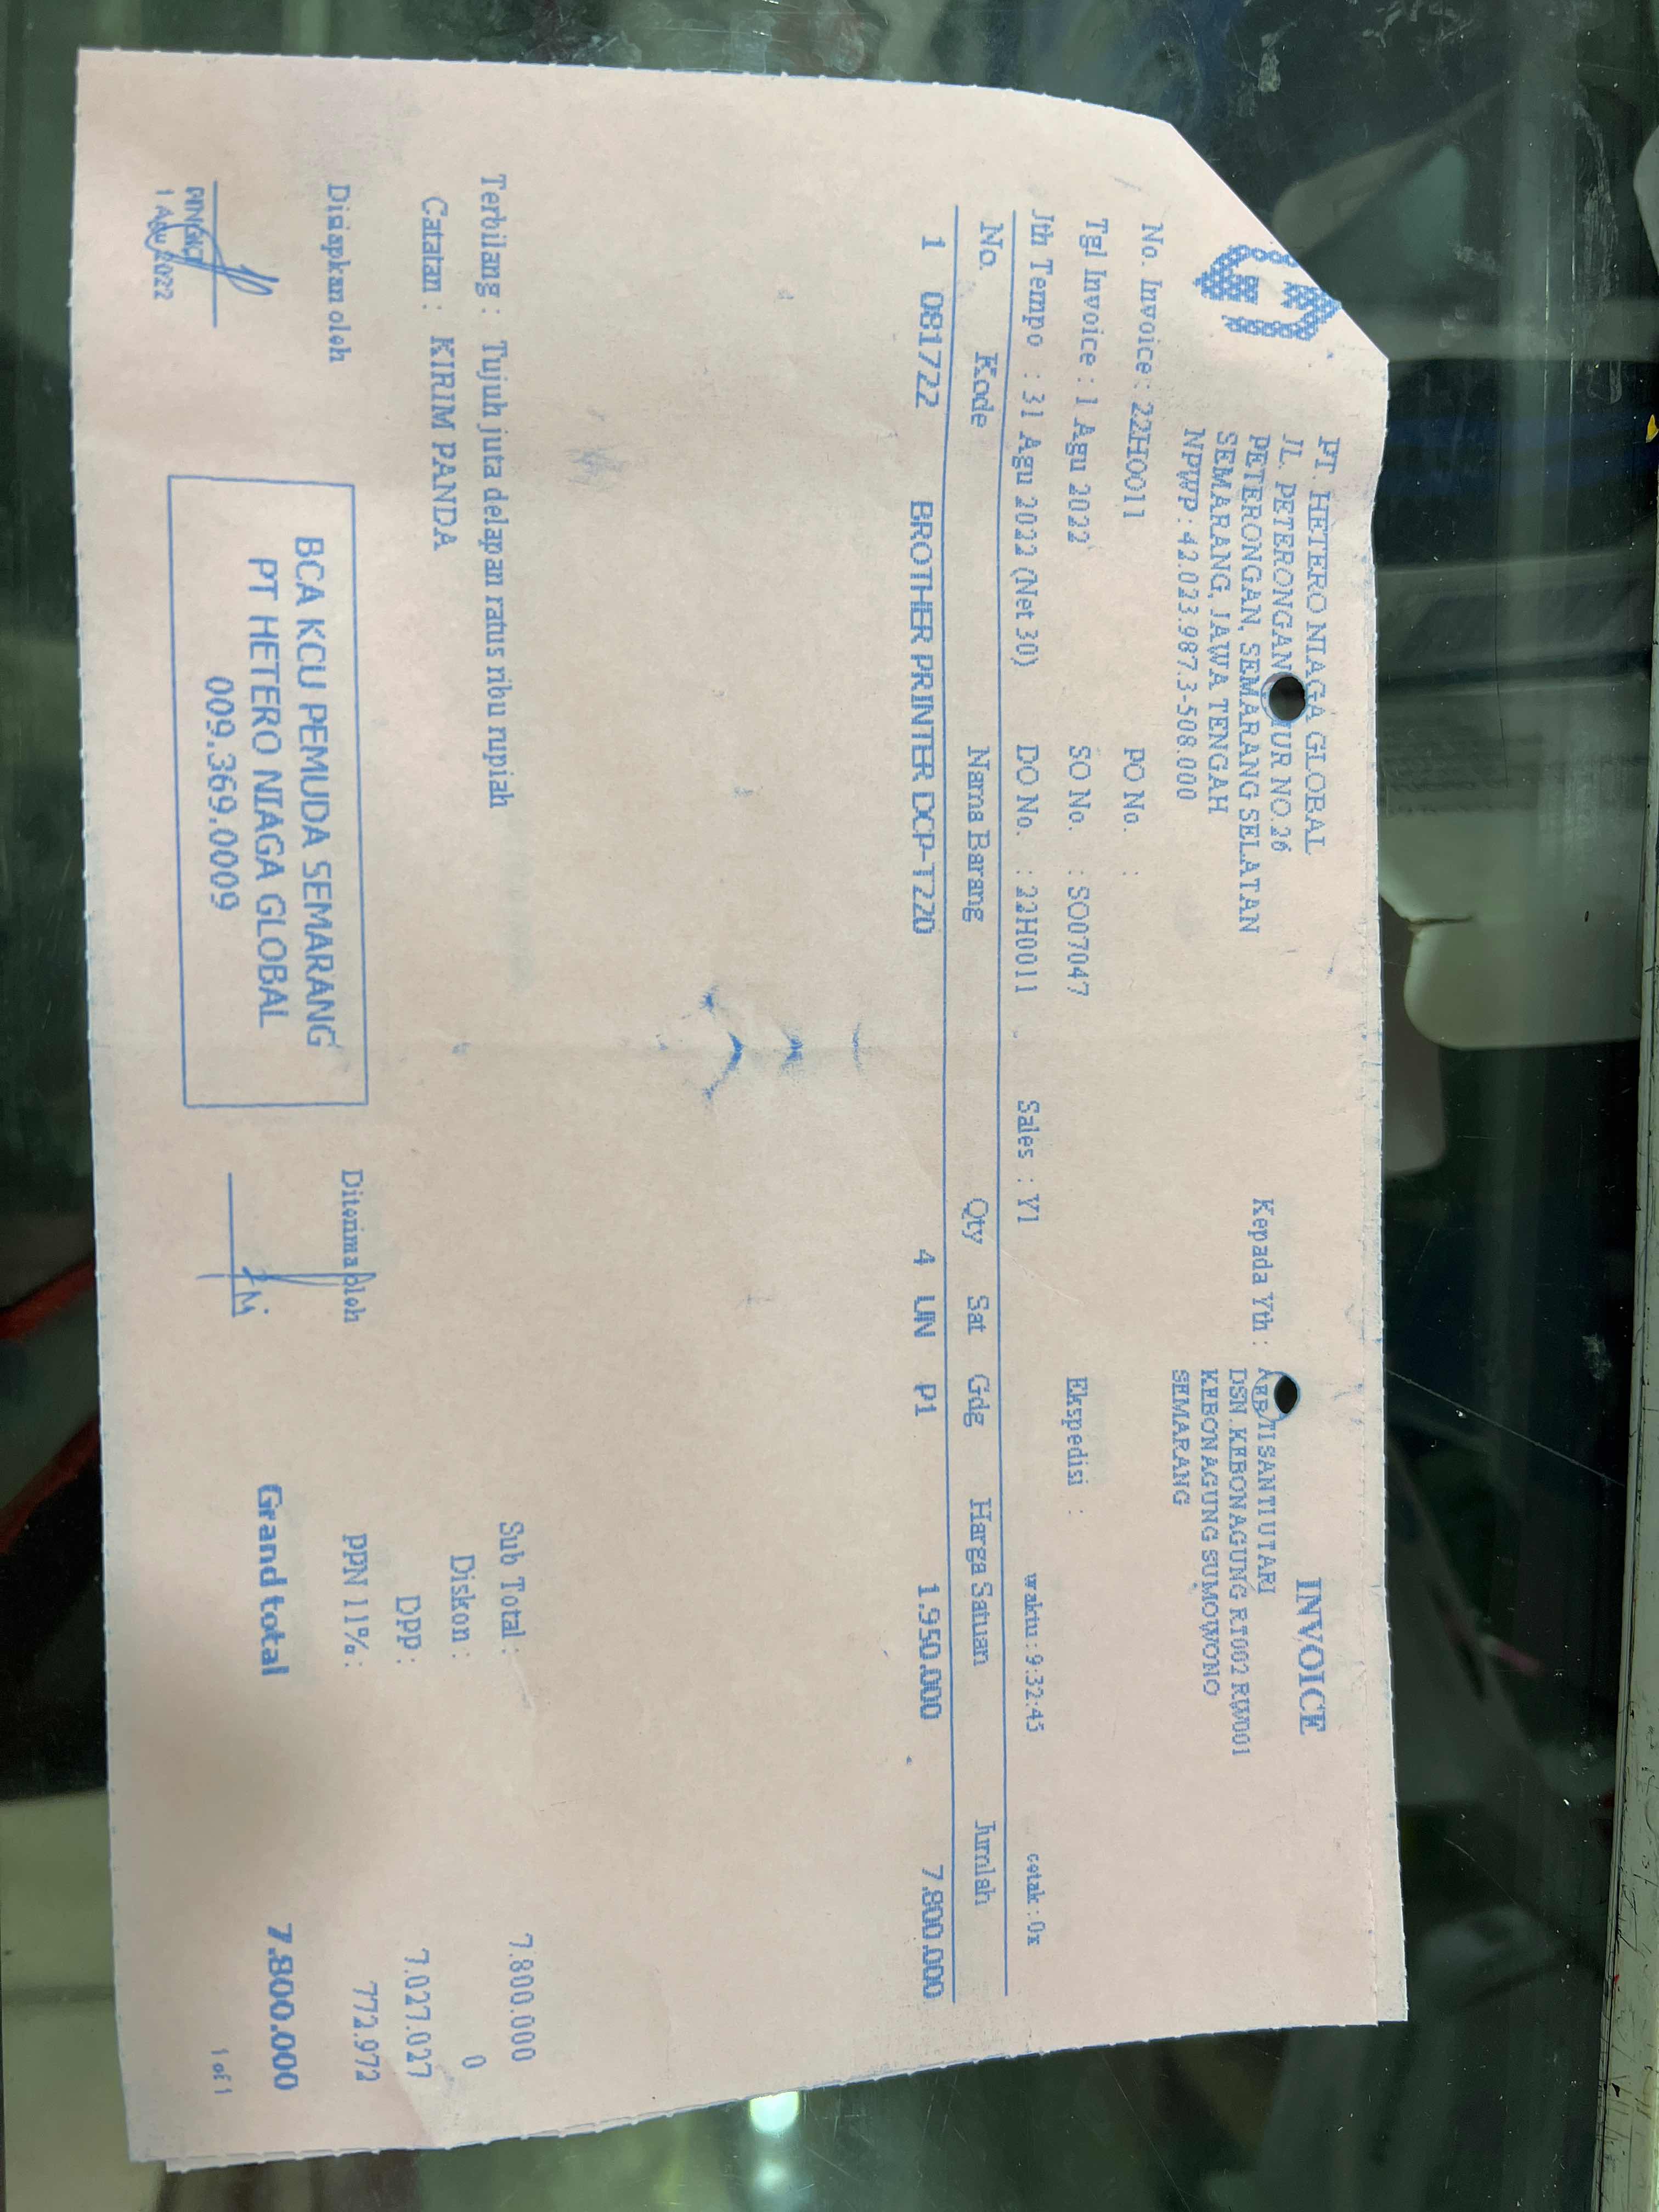 INVOICE
PT. HETERO NIAGA GLOBAL
JL. PETERONGAN UR NO.26
PETERONGAN, SEMARANG SELATAN
SEMARANG, JAWA TENGAH
NPWP : 42.023.987.3-508.000
Kepada Yth : TISANTI UTARI
DSN. KEBONAGUNG RT002 RW001
KEBONAGUNG SUMOWONO
SEMARANG
No. Invoice : 22H0011 PO No. :
Tgl Invoice : 1 Agu 2022 SO No. : SO07047 Ekspedisi :
Jth Tempo : 31 Agu 2022 (Net 30) DO No. : 22H0011 Sales : Y1 waktu : 9:32:45 cetak : 0x
No. Kode Nama Barang Qty Sat Gdg Harga Satuan Jumlah
1 081722 BROTHER PRINTER DCP-T220 4 UN P1 1.950.000 7.800.000
Terbilang : Tujuh juta delapan ratus ribu rupiah
Catatan : KIRIM PANDA
Sub Total : 7.800.000
Diskon : 0
DPP : 7.027.027
PPN 11% : 772.972
Grand total 7.800.000
Disiapkan oleh
1 Agu 2022
BCA KCU PEMUDA SEMARANG
PT HETERO NIAGA GLOBAL
009.369.0009
Diterima oleh
1 of 1